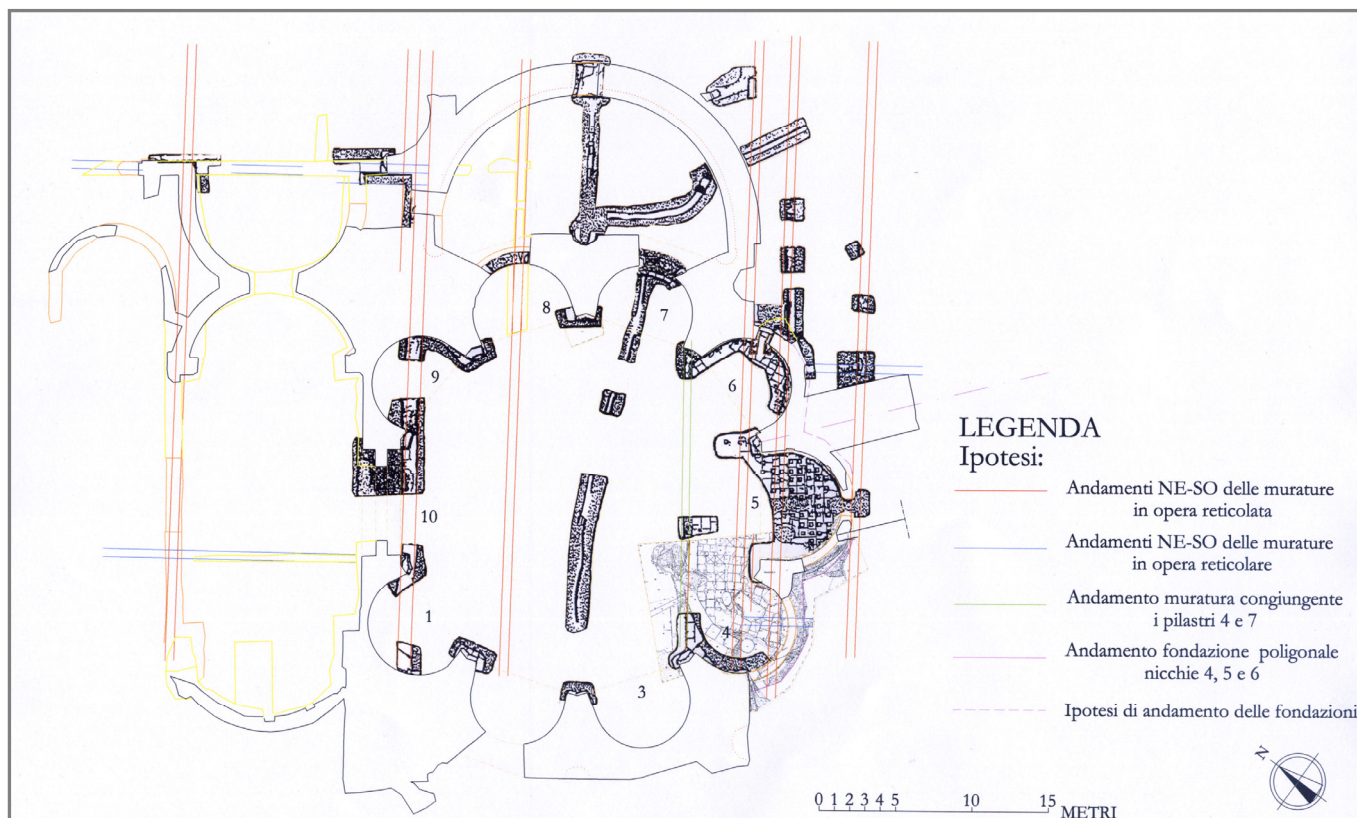 8
7
9
6
5
10
1
4
3
LEGENDA
Ipotesi:
Andamenti NE-SO delle murature
in opera reticolata
Andamenti NE-SO delle murature
in opera reticolare
Andamento muratura congiungente
i pilastri 4 e 7
Andamento fondazione poligonale
nicchie 4, 5 e 6
Ipotesi di andamento delle fondazioni
N
0 1 2 3 4 5 10 15 METRI